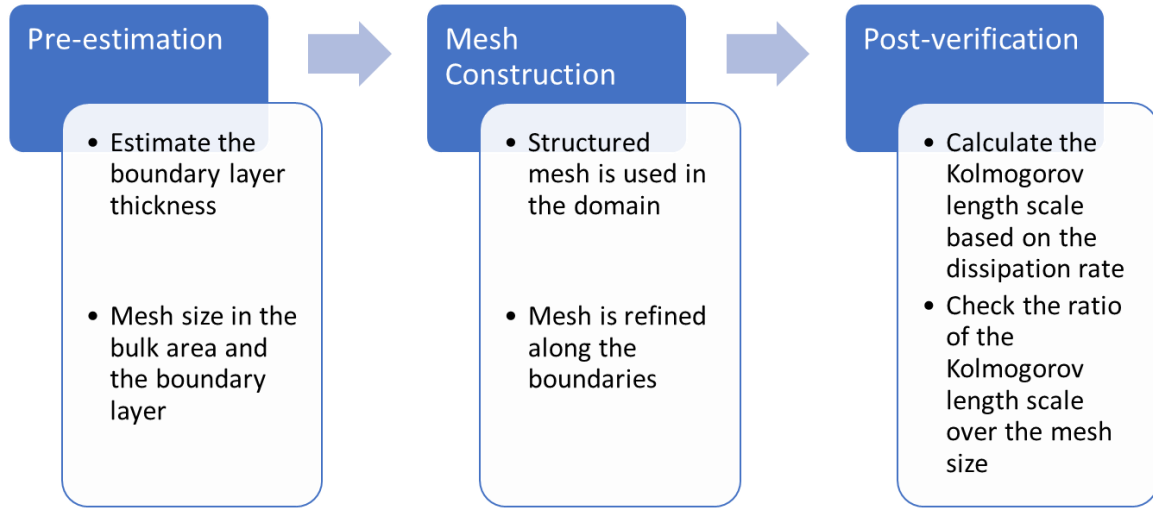 Pre-estimation
• Estimate the
boundary layer
thickness
• Mesh size in the
bulk area and
the boundary
layer
Mesh
Construction
• Structured
mesh is used in
the domain
• Mesh is refined
along the
boundaries
Post-verification
• Calculate the
Kolmogorov
length scale
based on the
dissipation rate
• Check the ratio
of the
Kolmogorov
length scale
over the mesh
size